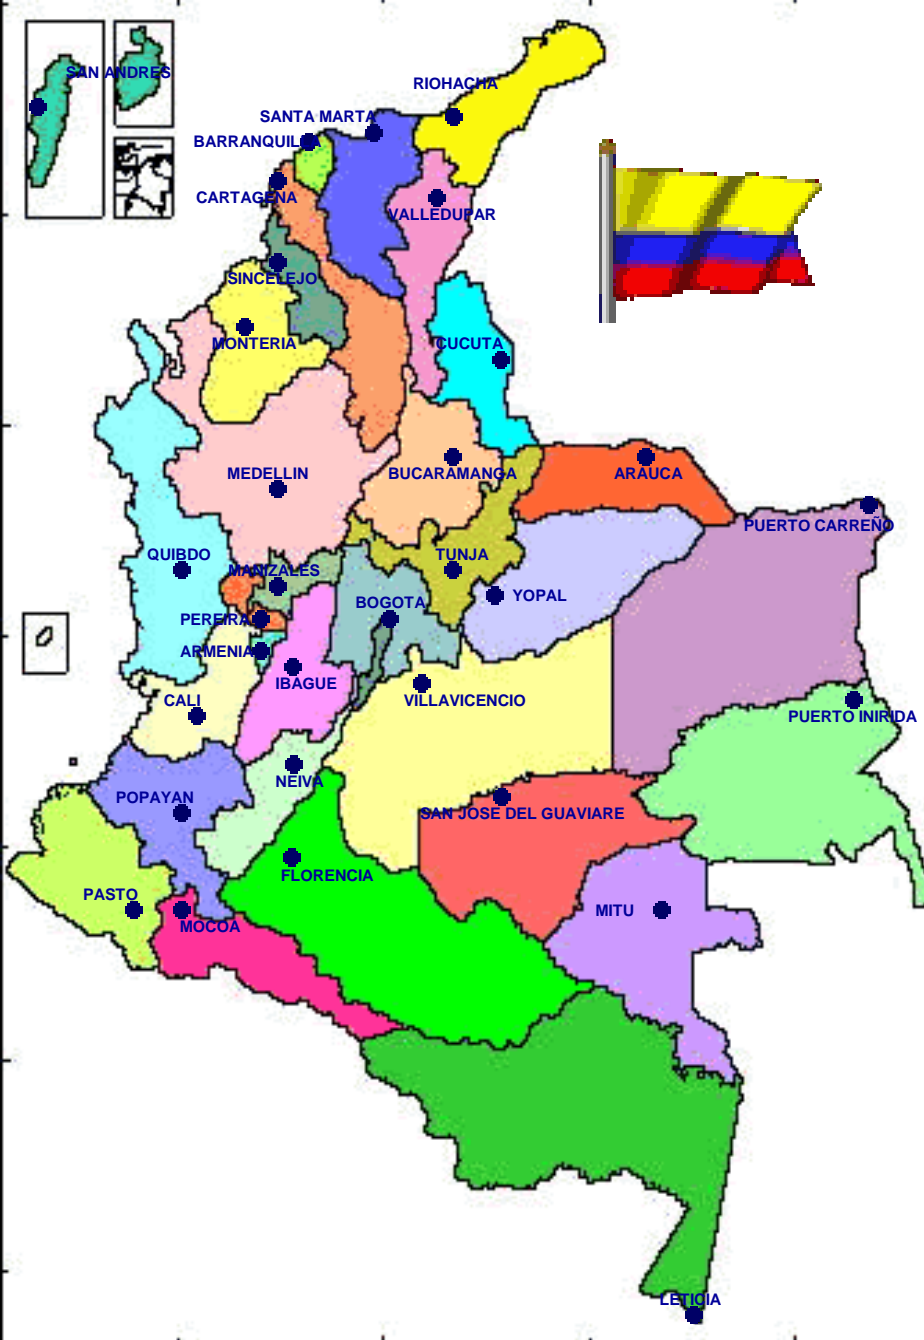 SAN ANDRES
RIOHACHA
SANTA MARTA
BARRANQUILLA
CARTAGENA
VALLEDUPAR
SINCELEJO
MONTERIA
CUCUTA
MEDELLIN
BUCARAMANGA
ARAUCA
PUERTO CARREÑO
QUIBDO
TUNJA
MANIZALES
YOPAL
BOGOTA
PEREIRA
ARMENIA
IBAGUE
CALI
VILLAVICENCIO
PUERTO INIRIDA
NEIVA
POPAYAN
SAN JOSE DEL GUAVIARE
FLORENCIA
PASTO
MITU
MOCOA
LETICIA